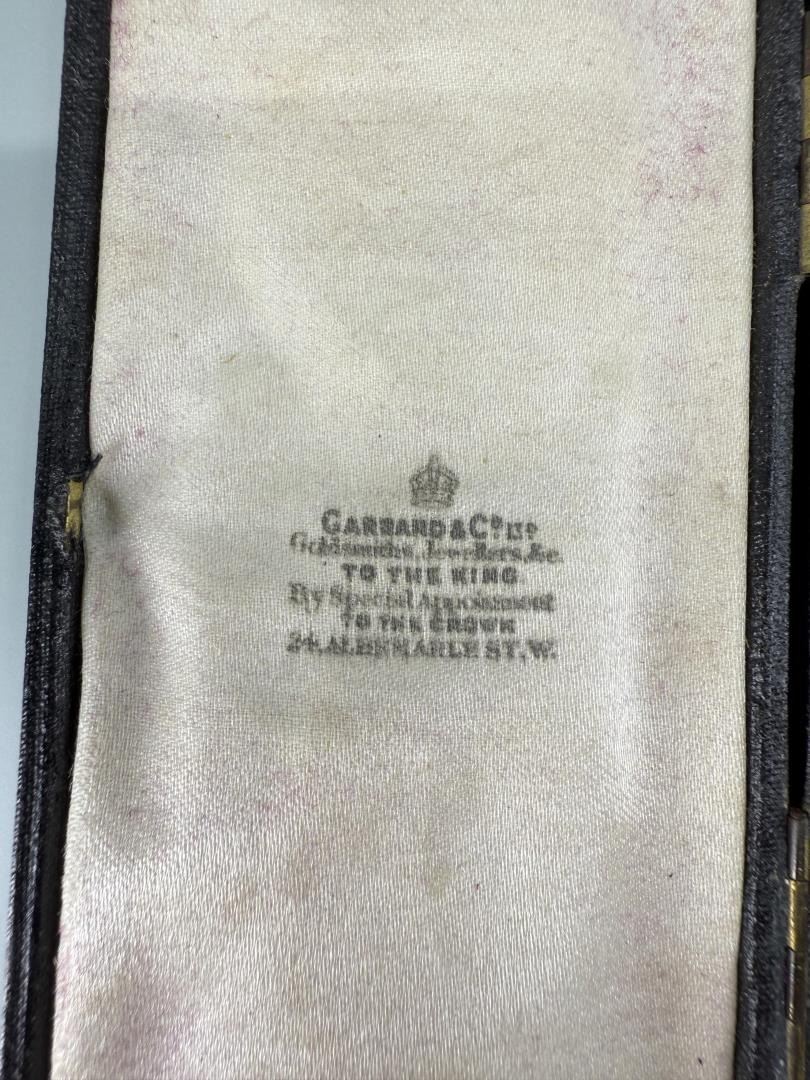 GARRARD & Cº Lᵀᴰ
Goldsmiths, Jewellers, &c.
TO THE KING
By Special Appointment
TO THE CROWN
24, ALBEMARLE ST, W.